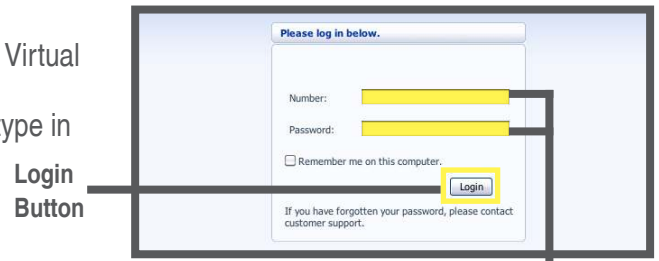 Virtual
type in
Login
Button
Please log in below.
Number:
Password:
Remember me on this computer.
Login
If you have forgotten your password, please contact
customer support.